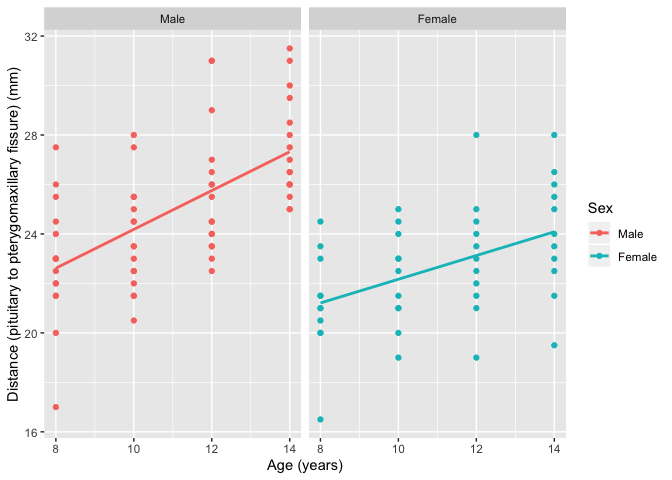 Male
Female
32
28
24
20
16
Distance (pituitary to pterygomaxillary fissure) (mm)
8 10 12 14
8 10 12 14
Age (years)
Sex
Male
Female